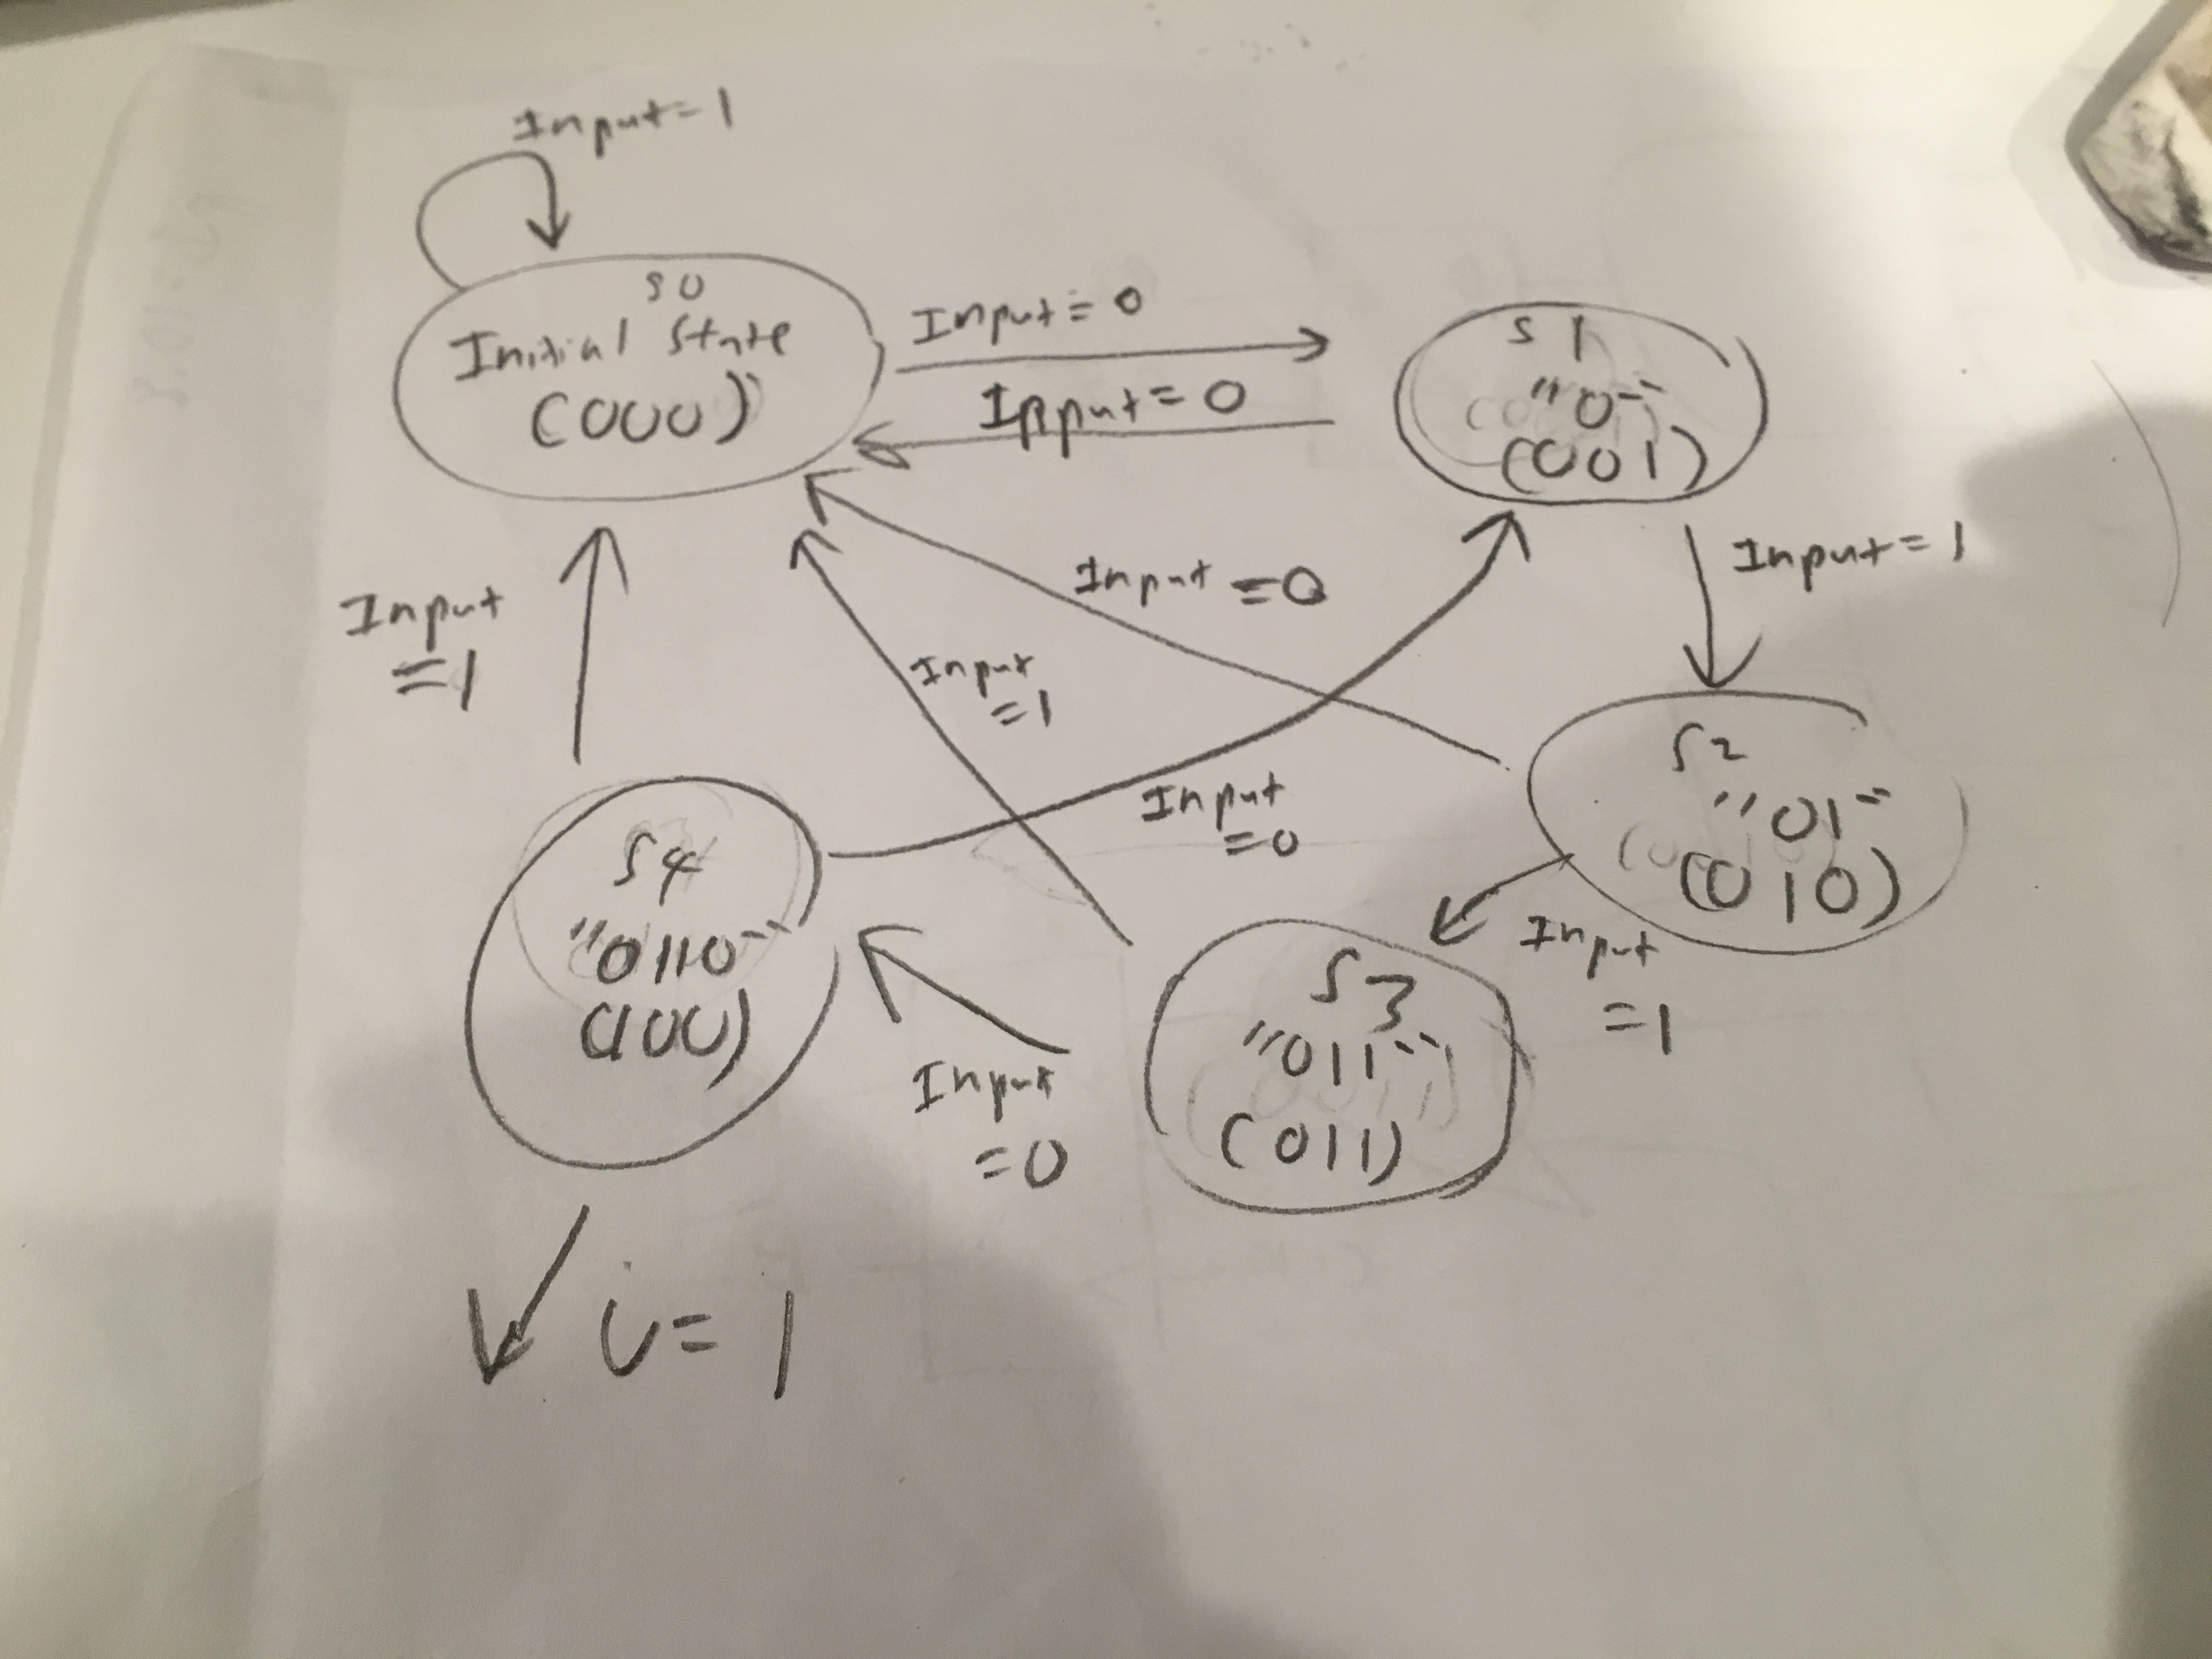 Input=1
S0
Initial State
(000)
Input=0
Input=0
S1
"0"
(001)
Input=1
Input
=1
Input=0
Input
=1
S2
"01"
(010)
Input
=0
S4
"0110"
(100)
Input
=1
S3
"011"
(011)
Input
=0
i=1